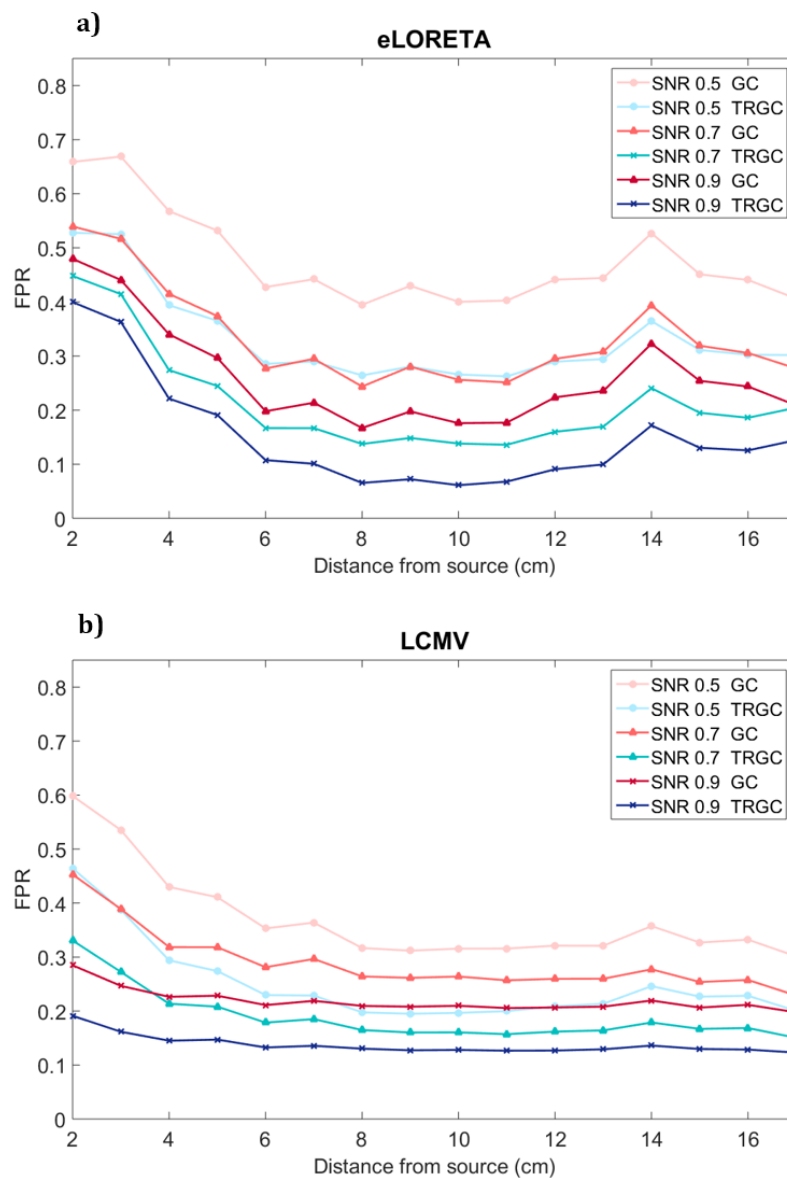 a)
eLORETA
SNR 0.5 GC
SNR 0.5 TRGC
SNR 0.7 GC
SNR 0.7 TRGC
SNR 0.9 GC
SNR 0.9 TRGC
FPR
0.8
0.7
0.6
0.5
0.4
0.3
0.2
0.1
0
2 4 6 8 10 12 14 16
Distance from source (cm)
b)
LCMV
SNR 0.5 GC
SNR 0.5 TRGC
SNR 0.7 GC
SNR 0.7 TRGC
SNR 0.9 GC
SNR 0.9 TRGC
FPR
0.8
0.7
0.6
0.5
0.4
0.3
0.2
0.1
0
2 4 6 8 10 12 14 16
Distance from source (cm)